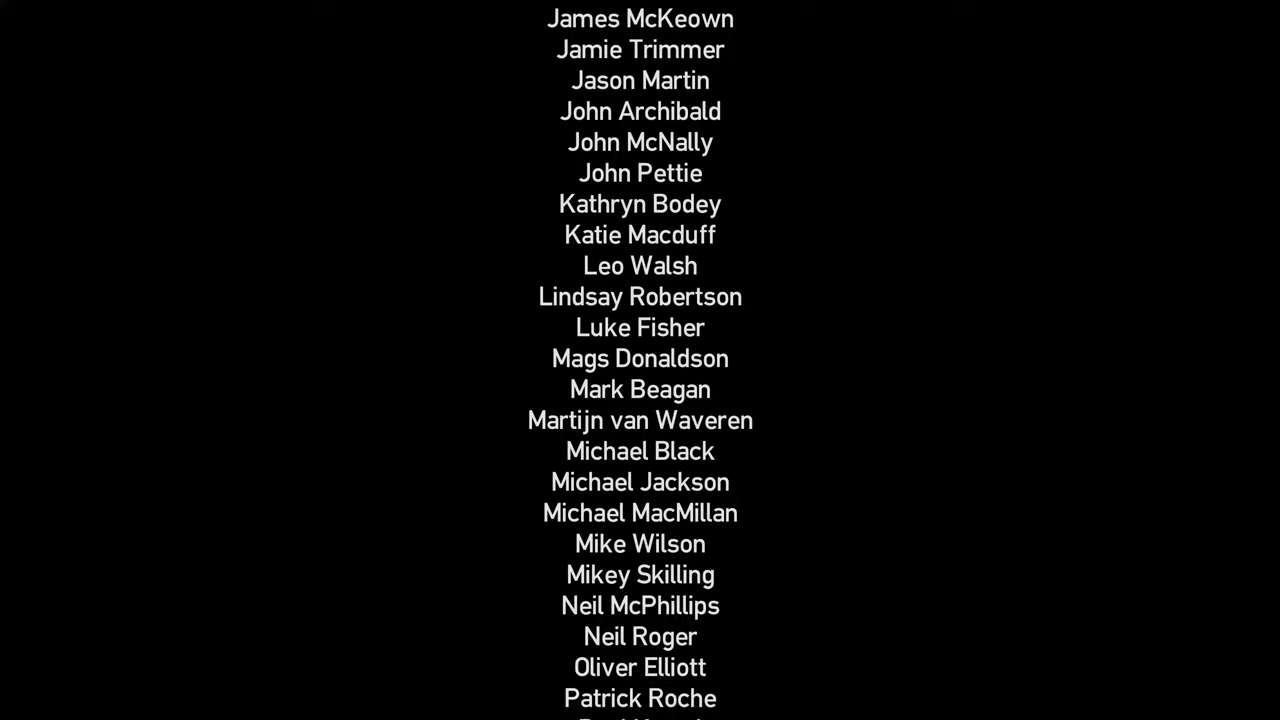 James McKeown
Jamie Trimmer
Jason Martin
John Archibald
John McNally
John Pettie
Kathryn Bodey
Katie Macduff
Leo Walsh
Lindsay Robertson
Luke Fisher
Mags Donaldson
Mark Beagan
Martijn van Waveren
Michael Black
Michael Jackson
Michael MacMillan
Mike Wilson
Mikey Skilling
Neil McPhillips
Neil Roger
Oliver Elliott
Patrick Roche